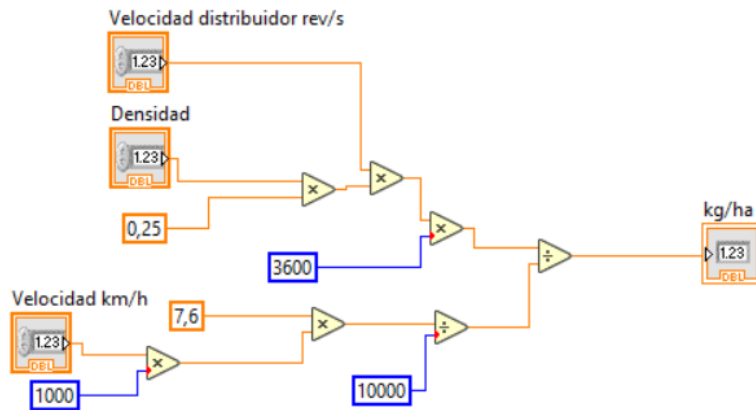 Velocidad distribuidor rev/s
1.23
DBL
Densidad
1.23
DBL
×
×
0,25
×
kg/ha
1.23
DBL
÷
3600
Velocidad km/h
7,6
×
÷
1.23
DBL
×
1000
10000